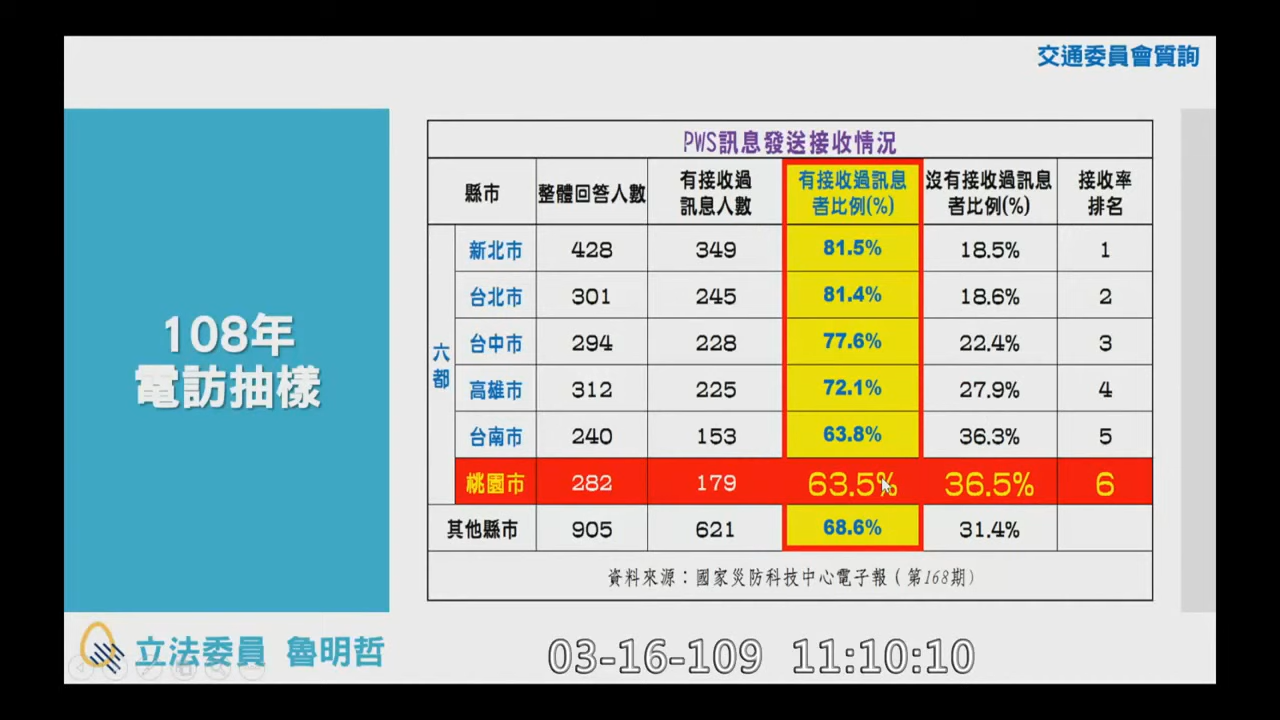 交通委員會質詢
108年
電訪抽樣
PWS訊息發送接收情況
縣市 整體回答人數 有接收過訊息人數 有接收過訊息者比例(%) 沒有接收過訊息者比例(%) 接收率排名
六都
新北市 428 349 81.5% 18.5% 1
台北市 301 245 81.4% 18.6% 2
台中市 294 228 77.6% 22.4% 3
高雄市 312 225 72.1% 27.9% 4
台南市 240 153 63.8% 36.3% 5
桃園市 282 179 63.5% 36.5% 6
其他縣市 905 621 68.6% 31.4%
資料來源：國家災防科技中心電子報（第168期）
立法委員 魯明哲
03-16-109 11:10:10